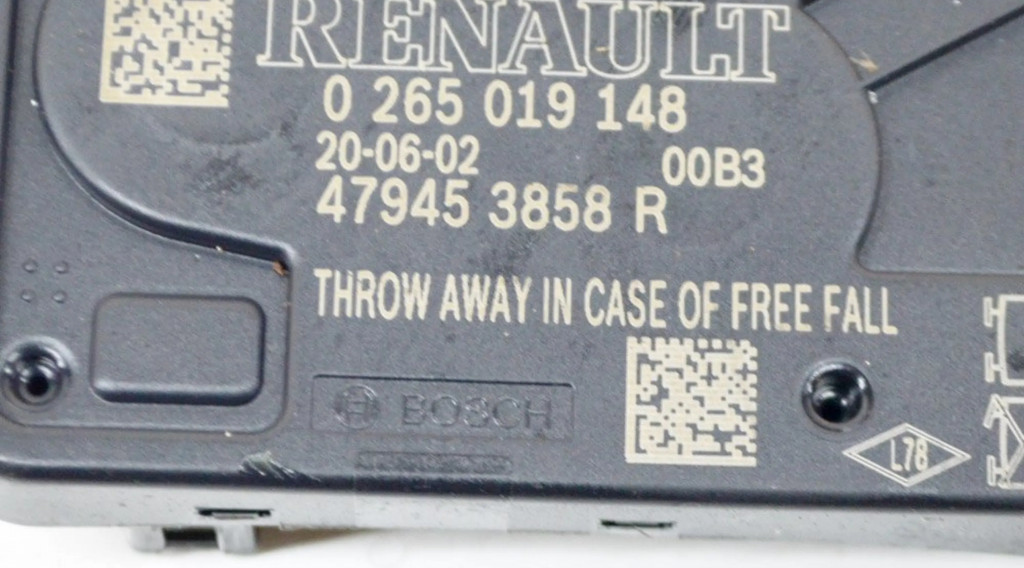 RENAULT
0 265 019 148
20-06-02 00B3
47945 3858 R
THROW AWAY IN CASE OF FREE FALL
BOSCH
L78